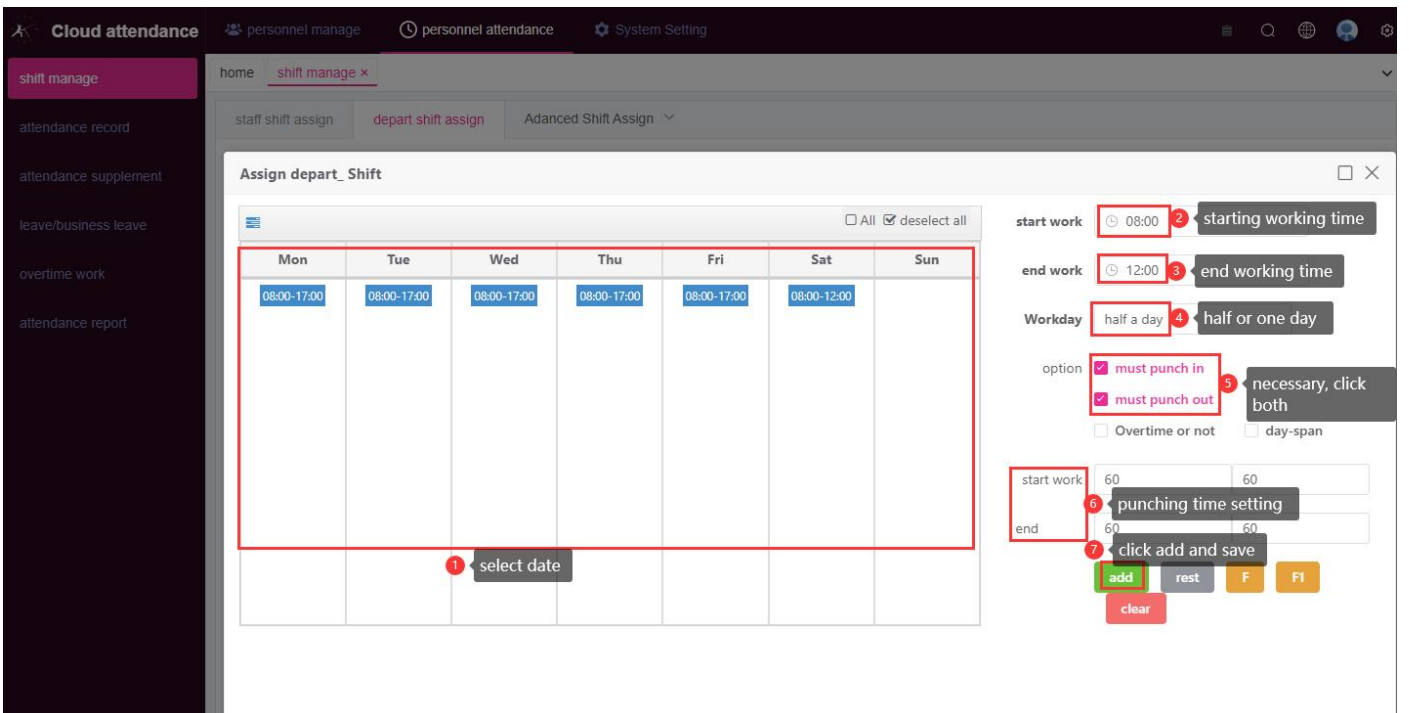 Cloud attendance
personnel manage
personnel attendance
System Setting
shift manage
home
shift manage ×
attendance record
staff shift assign
depart shift assign
Adanced Shift Assign
attendance supplement
leave/business leave
overtime work
attendance report
Assign depart_ Shift
All
deselect all
Mon Tue Wed Thu Fri Sat Sun
08:00-17:00 08:00-17:00 08:00-17:00 08:00-17:00 08:00-17:00 08:00-12:00
1 select date
start work 08:00 2 starting working time
end work 12:00 3 end working time
Workday half a day 4 half or one day
option must punch in
must punch out
5 necessary, click
both
Overtime or not day-span
start work 60 60
6 punching time setting
end 60 60
7 click add and save
add rest F F1
clear